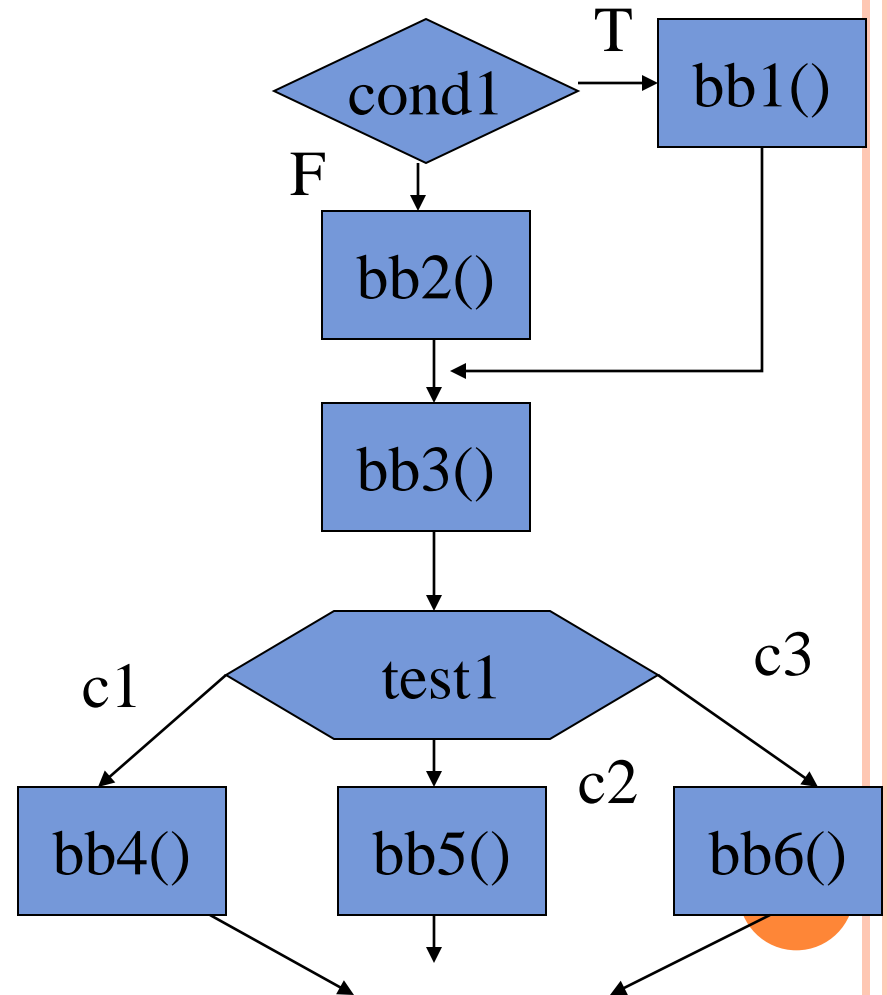 T
cond1
bb1()
F
bb2()
bb3()
c3
c1
test1
c2
bb4()
bb5()
bb6()